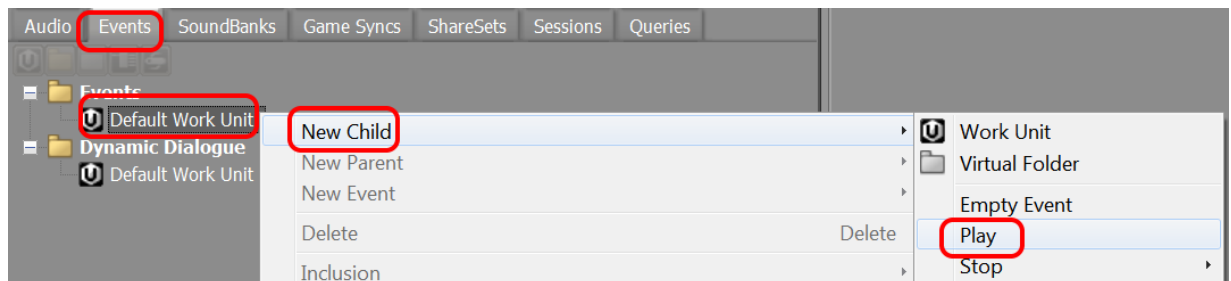 Audio Events SoundBanks Game Syncs ShareSets Sessions Queries
Events
Default Work Unit
Dynamic Dialogue
Default Work Unit
New Child
New Parent
New Event
Delete Delete
Inclusion
Work Unit
Virtual Folder
Empty Event
Play
Stop